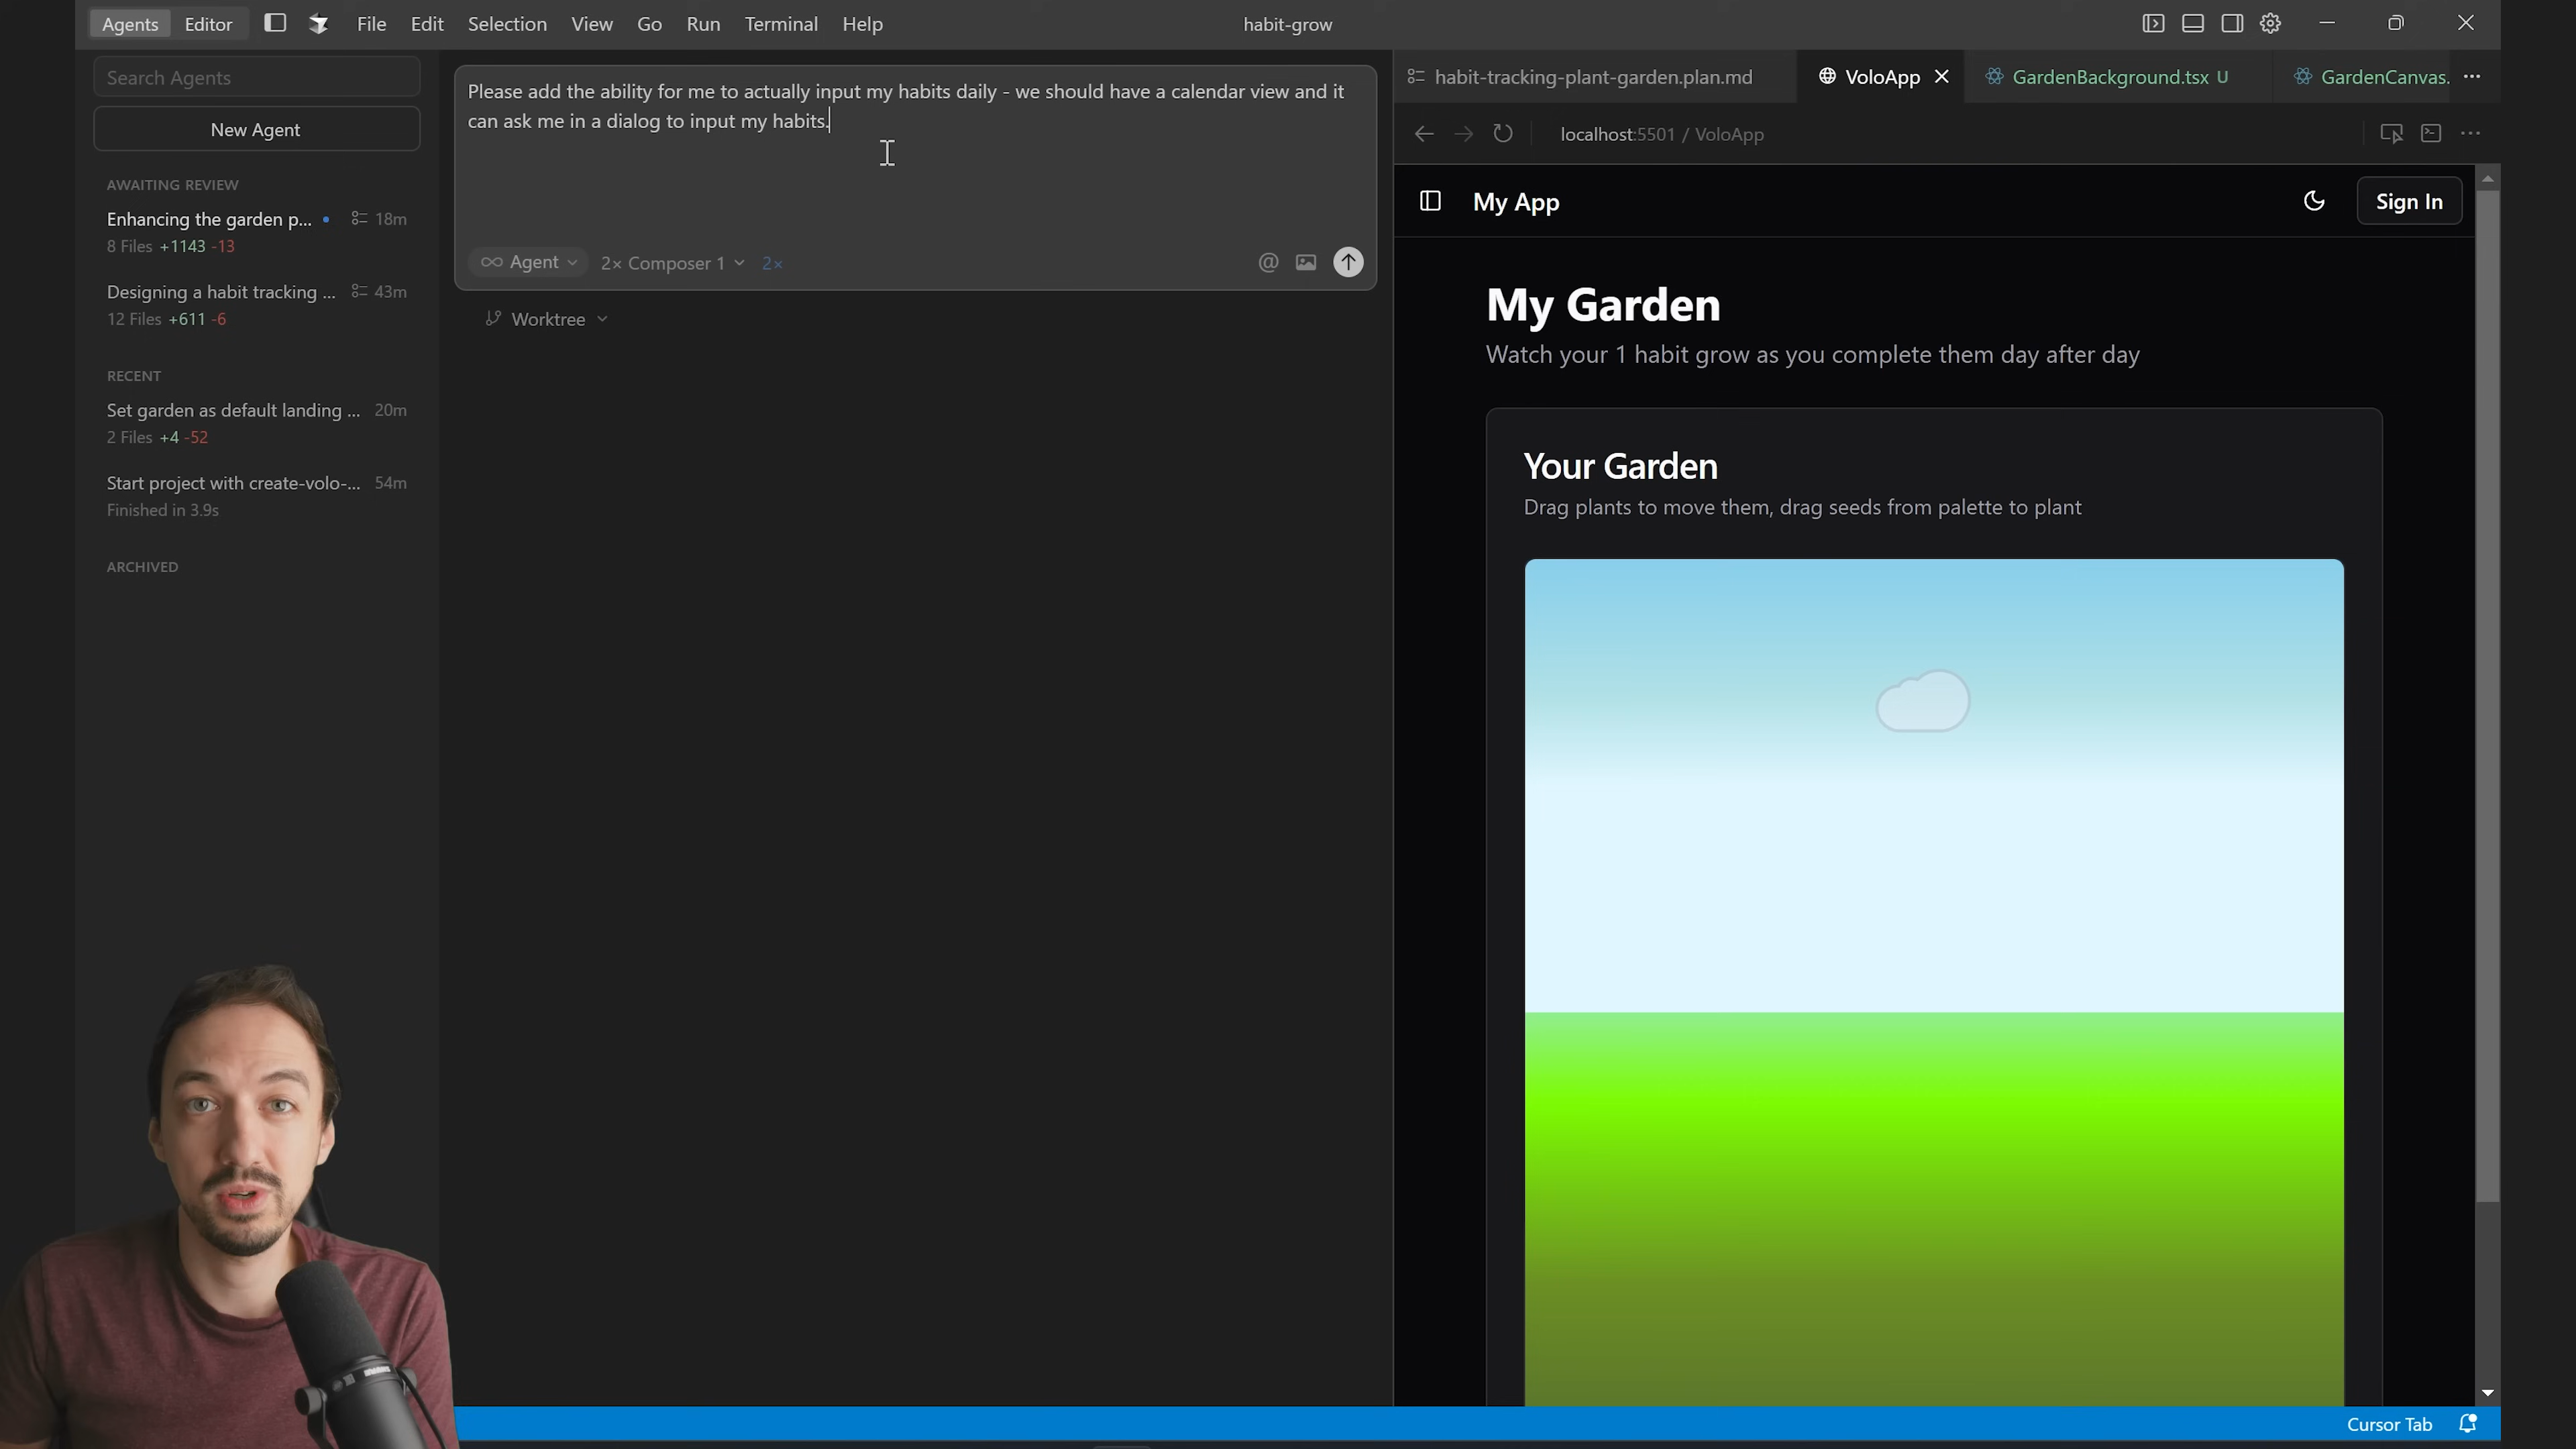 Agents Editor File Edit Selection View Go Run Terminal Help habit-grow
Search Agents
New Agent
AWAITING REVIEW
Enhancing the garden p... 18m
8 Files +1143 -13
Designing a habit tracking ... 43m
12 Files +611 -6
RECENT
Set garden as default landing ... 20m
2 Files +4 -52
Start project with create-volo-... 54m
Finished in 3.9s
ARCHIVED
Please add the ability for me to actually input my habits daily - we should have a calendar view and it
can ask me in a dialog to input my habits.
Agent 2× Composer 1 2×
Worktree
habit-tracking-plant-garden.plan.md VoloApp GardenBackground.tsx U GardenCanvas.
localhost:5501 / VoloApp
My App Sign In
My Garden
Watch your 1 habit grow as you complete them day after day
Your Garden
Drag plants to move them, drag seeds from palette to plant
Cursor Tab